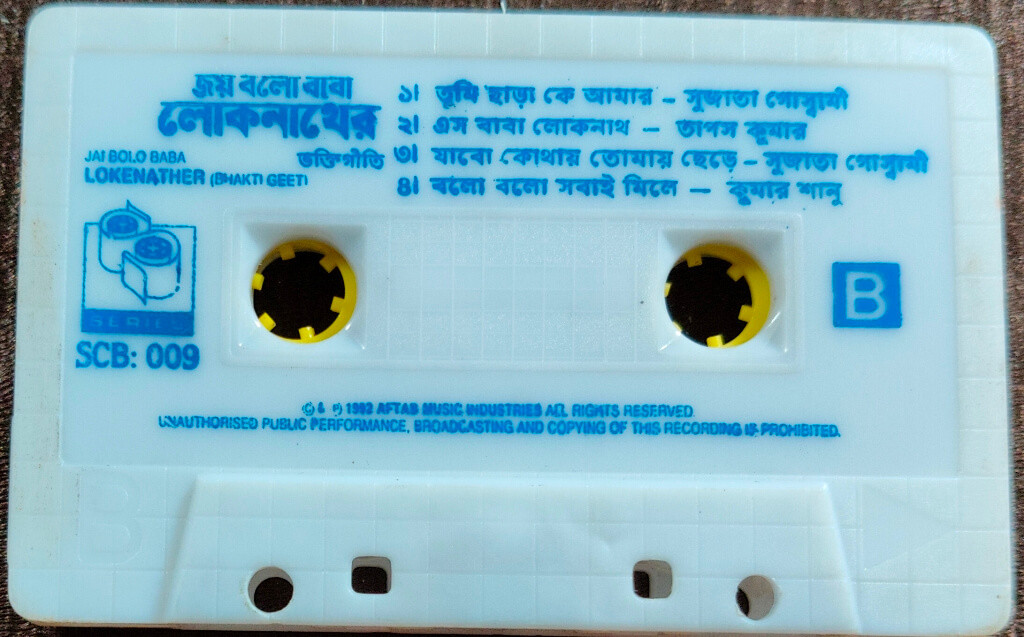 জয় বলো বাবা
লোকনাথের
ভক্তিগীতি
JAI BOLO BABA
LOKENATHER (BHAKTI GEETI)
১। তুমি ছাড়া কে আমার – সুজাতা গোস্বামী
২। এস বাবা লোকনাথ – তাপস কুমার
৩। যাবো কোথায় তোমায় ছেড়ে – সুজাতা গোস্বামী
৪। বলো বলো সবাই মিলে – কুমার শানু
SERIES
SCB: 009
B
© & ℗ 1992 AFTAB MUSIC INDUSTRIES ALL RIGHTS RESERVED
UNAUTHORISED PUBLIC PERFORMANCE, BROADCASTING AND COPYING OF THIS RECORDING IS PROHIBITED.
B